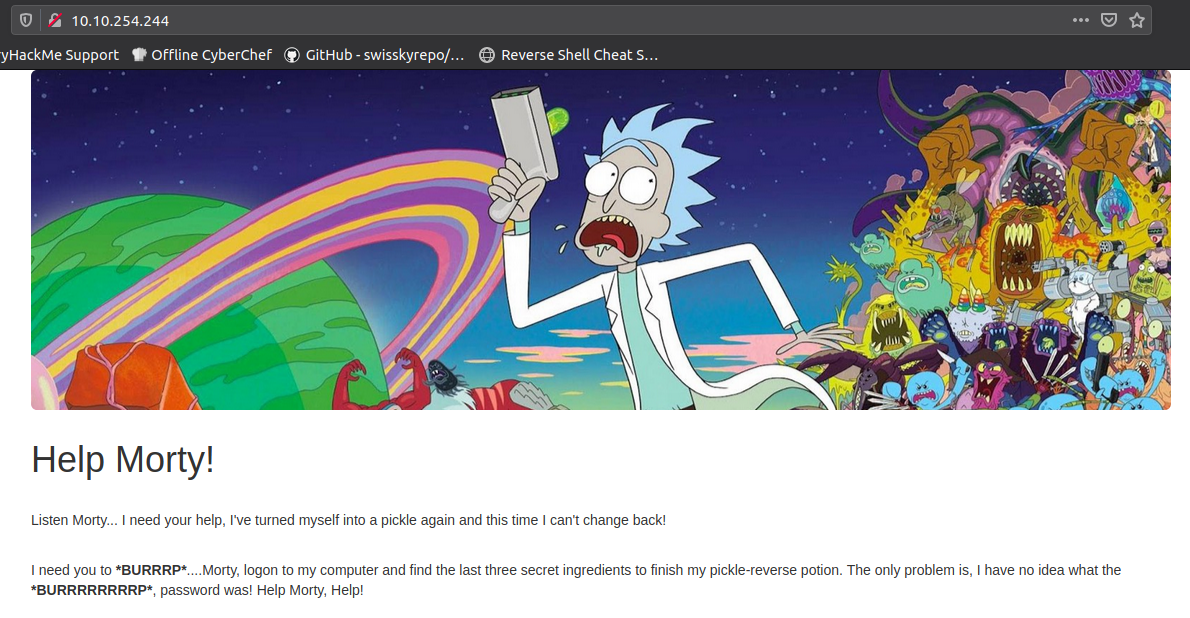 10.10.254.244
yHackMe Support Offline CyberChef GitHub - swisskyrepo/... Reverse Shell Cheat S...
Help Morty!
Listen Morty... I need your help, I've turned myself into a pickle again and this time I can't change back!
I need you to *BURRRP*....Morty, logon to my computer and find the last three secret ingredients to finish my pickle-reverse potion. The only problem is, I have no idea what the
*BURRRRRRRRP*, password was! Help Morty, Help!